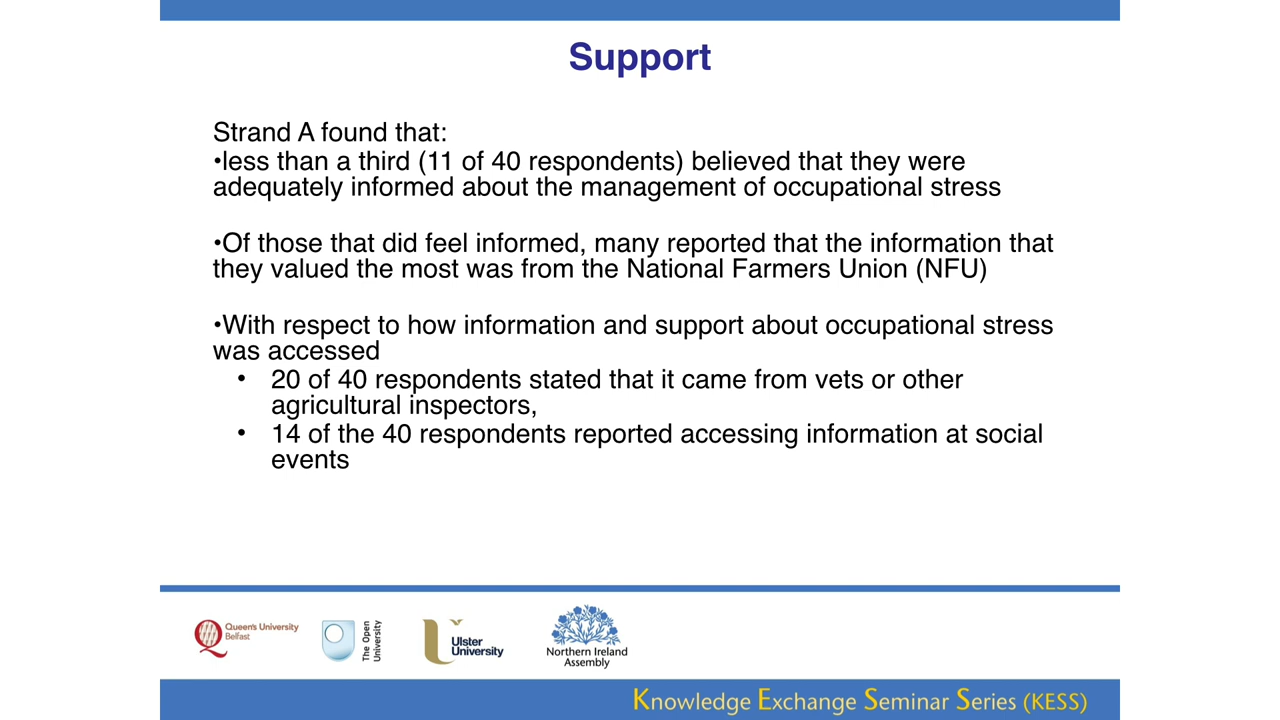 Support
Strand A found that:
•less than a third (11 of 40 respondents) believed that they were
adequately informed about the management of occupational stress
•Of those that did feel informed, many reported that the information that
they valued the most was from the National Farmers Union (NFU)
•With respect to how information and support about occupational stress
was accessed
• 20 of 40 respondents stated that it came from vets or other
agricultural inspectors,
• 14 of the 40 respondents reported accessing information at social
events
Queen's University
Belfast
The Open
University
Ulster
University
Northern Ireland
Assembly
Knowledge Exchange Seminar Series (KESS)